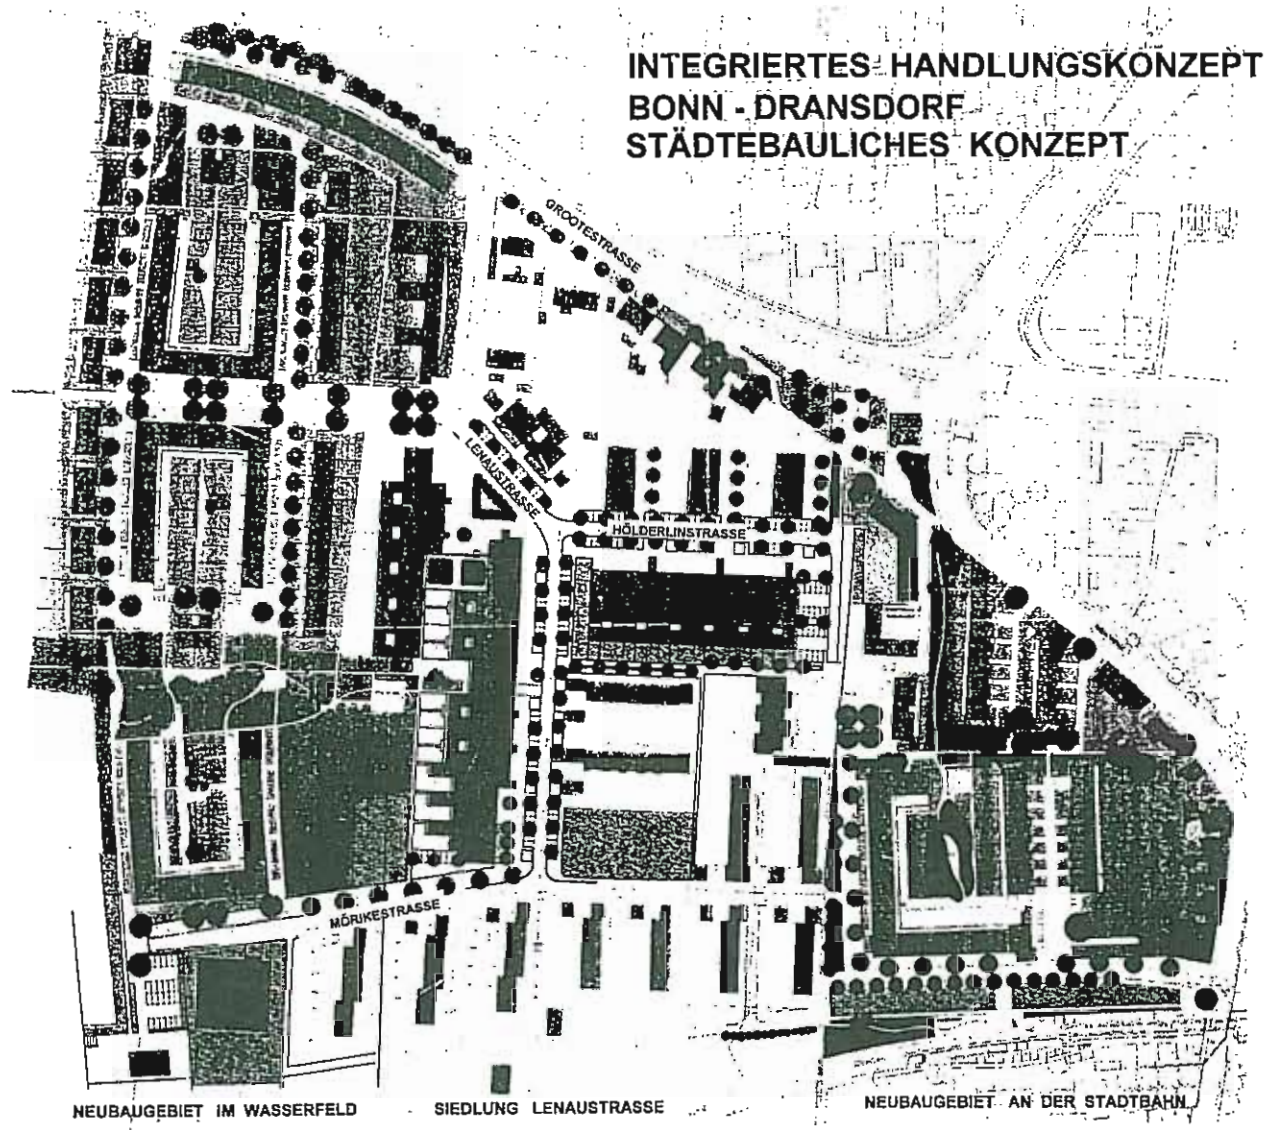 INTEGRIERTES HANDLUNGSKONZEPT
BONN - DRANSDORF
STÄDTEBAULICHES KONZEPT
GROOTESTRASSE
LENAUSTRASSE
HÖLDERLINSTRASSE
MÖRIKESTRASSE
NEUBAUGEBIET IM WASSERFELD
SIEDLUNG LENAUSTRASSE
NEUBAUGEBIET AN DER STADTBAHN